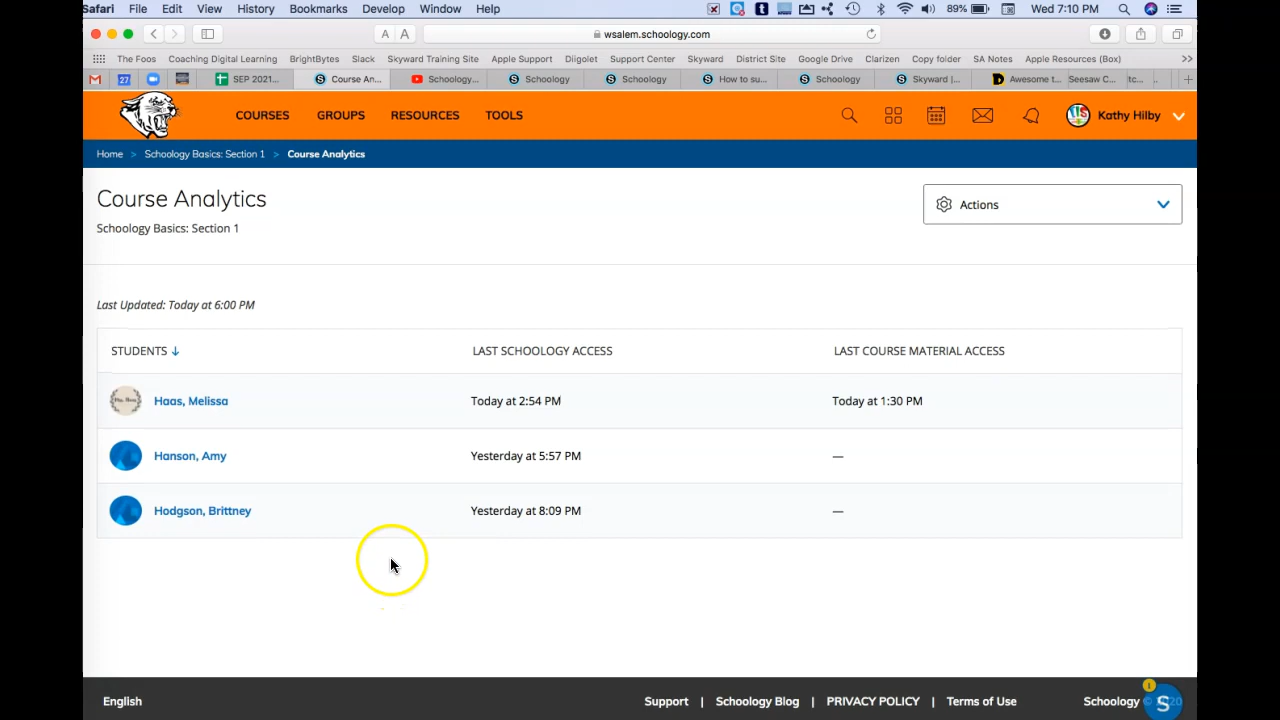 Safari File Edit View History Bookmarks Develop Window Help 89% Wed 7:10 PM
A A wsalem.schoology.com
The Foos Coaching Digital Learning BrightBytes Slack Skyward Training Site Apple Support Diigolet Support Center Skyward District Site Google Drive Clarizen Copy folder SA Notes Apple Resources (Box) >>
27 SEP 2021... Course An... Schoology... Schoology Schoology How to su... Schoology Skyward |... Awesome t... Seesaw C... tc... +
COURSES GROUPS RESOURCES TOOLS Kathy Hilby
Home > Schoology Basics: Section 1 > Course Analytics
Course Analytics
Actions
Schoology Basics: Section 1
Last Updated: Today at 6:00 PM
STUDENTS LAST SCHOOLOGY ACCESS LAST COURSE MATERIAL ACCESS
Haas, Melissa Today at 2:54 PM Today at 1:30 PM
Hanson, Amy Yesterday at 5:57 PM —
Hodgson, Brittney Yesterday at 8:09 PM —
English Support | Schoology Blog | PRIVACY POLICY | Terms of Use Schoology ©